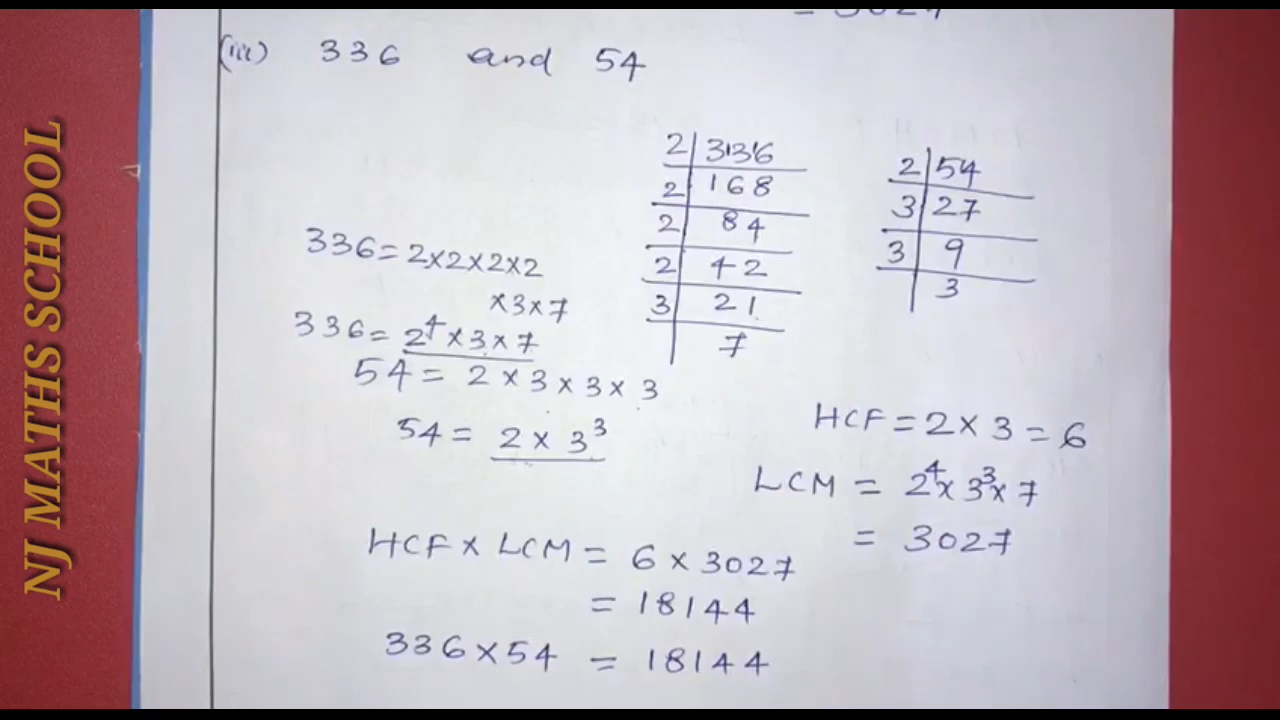 = 3024
(iii) 336 and 54
2 | 336
2 | 168
2 | 84
2 | 42
3 | 21
7
2 | 54
3 | 27
3 | 9
3
336 = 2×2×2×2
×3×7
336 = 2⁴ × 3 × 7
54 = 2 × 3 × 3 × 3
54 = 2 × 3³
HCF = 2 × 3 = 6
LCM = 2⁴ × 3³ × 7
= 3027
HCF × LCM = 6 × 3027
= 18144
336 × 54 = 18144
NJ MATHS SCHOOL